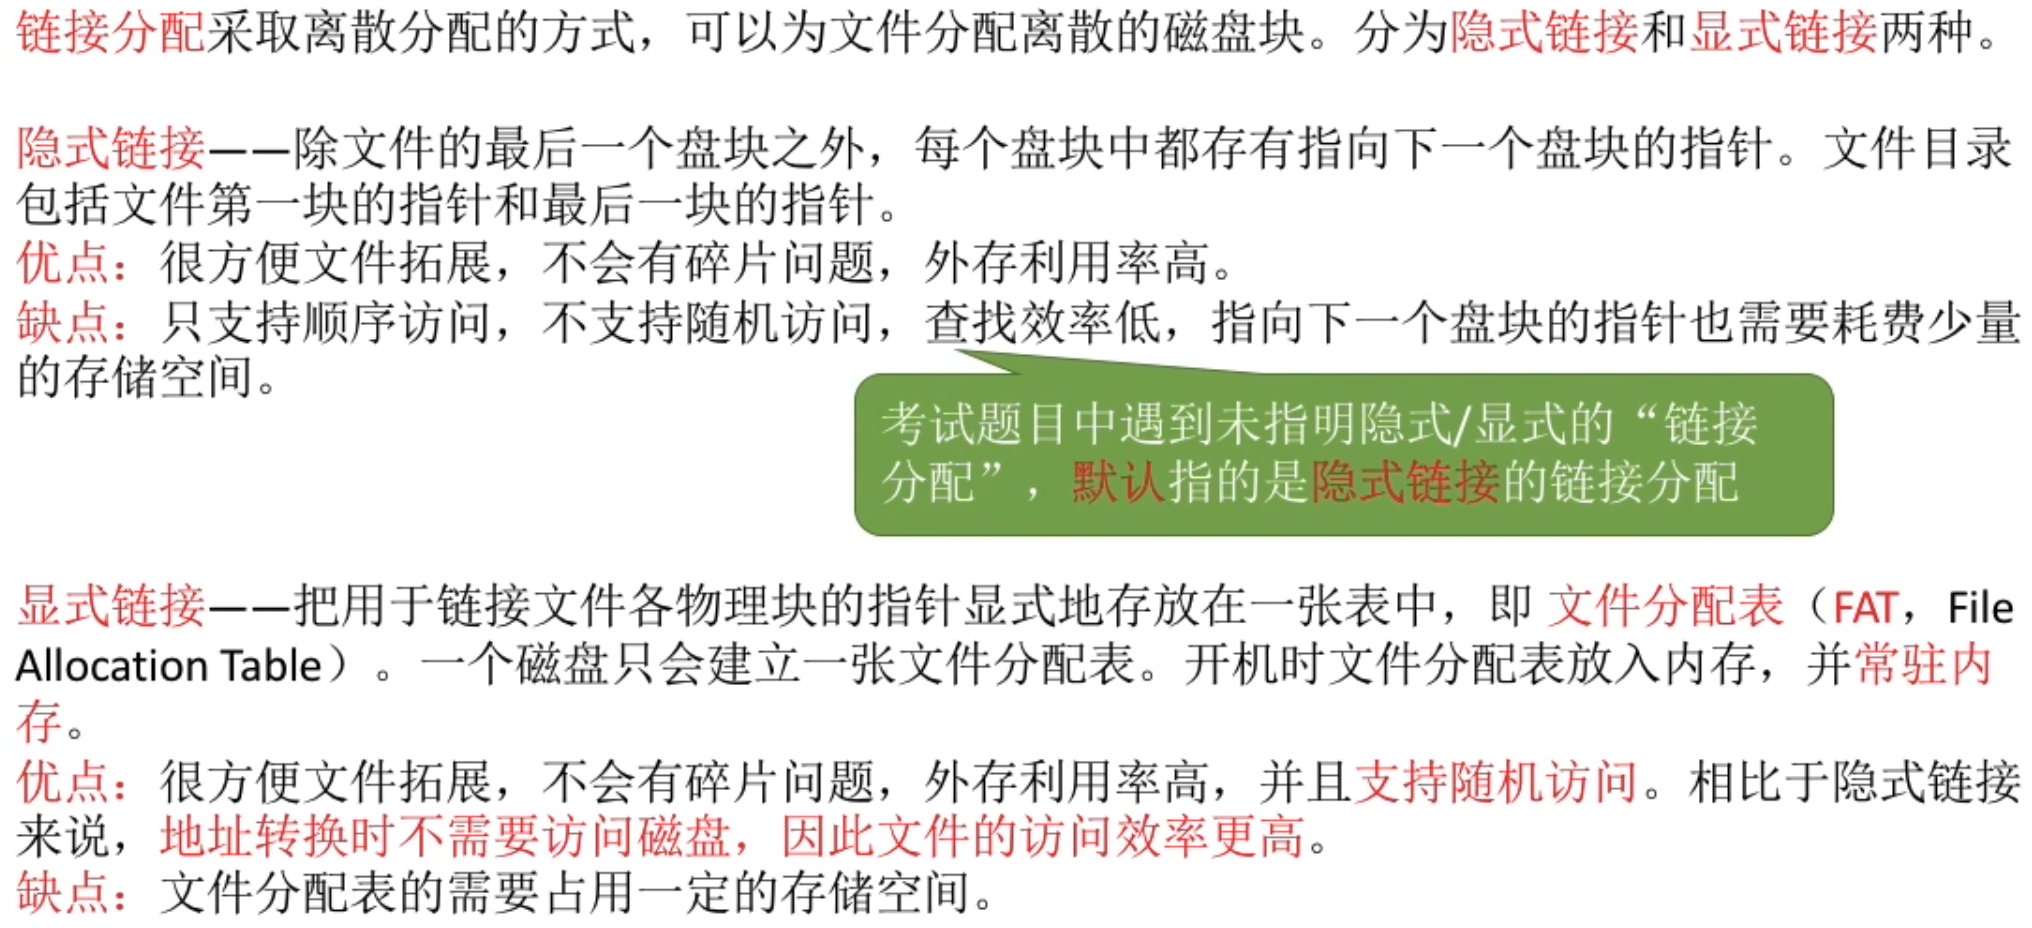 链接分配采取离散分配的方式，可以为文件分配离散的磁盘块。分为隐式链接和显式链接两种。
隐式链接——除文件的最后一个盘块之外，每个盘块中都存有指向下一个盘块的指针。文件目录
包括文件第一块的指针和最后一块的指针。
优点：很方便文件拓展，不会有碎片问题，外存利用率高。
缺点：只支持顺序访问，不支持随机访问，查找效率低，指向下一个盘块的指针也需要耗费少量
的存储空间。
考试题目中遇到未指明隐式/显式的“链接
分配”，默认指的是隐式链接的链接分配
显式链接——把用于链接文件各物理块的指针显式地存放在一张表中，即 文件分配表（FAT，File
Allocation Table）。一个磁盘只会建立一张文件分配表。开机时文件分配表放入内存，并常驻内
存。
优点：很方便文件拓展，不会有碎片问题，外存利用率高，并且支持随机访问。相比于隐式链接
来说，地址转换时不需要访问磁盘，因此文件的访问效率更高。
缺点：文件分配表的需要占用一定的存储空间。